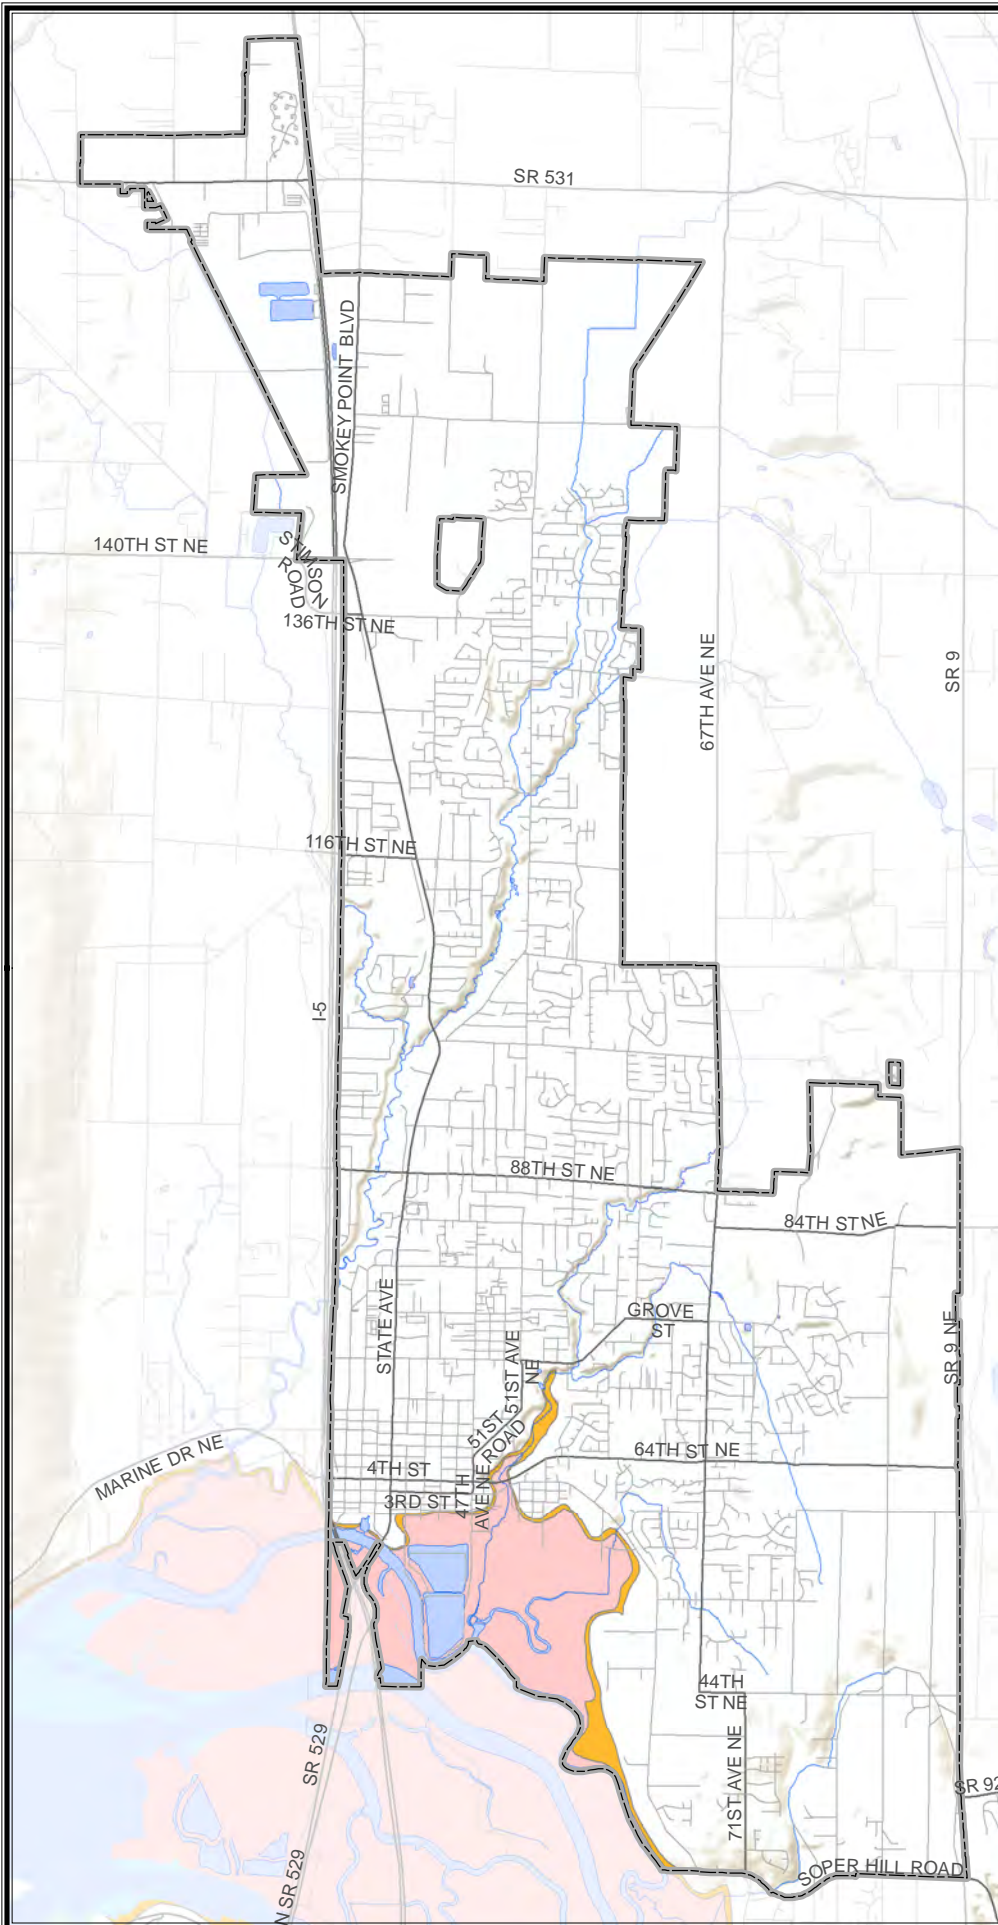 SR 531
SMOKEY POINT BLVD
140TH ST NE
STIMSON
ROAD
136TH ST NE
67TH AVE NE
SR 9
116TH ST NE
I-5
88TH ST NE
84TH ST NE
STATE AVE
GROVE
ST
51ST AVE
NE
SR 9 NE
51ST
ROAD
64TH ST NE
MARINE DR NE
4TH ST
47TH
AVE NE
3RD ST
44TH
ST NE
SR 529
71ST AVE NE
SR 92
SOPER HILL ROAD
N SR 529